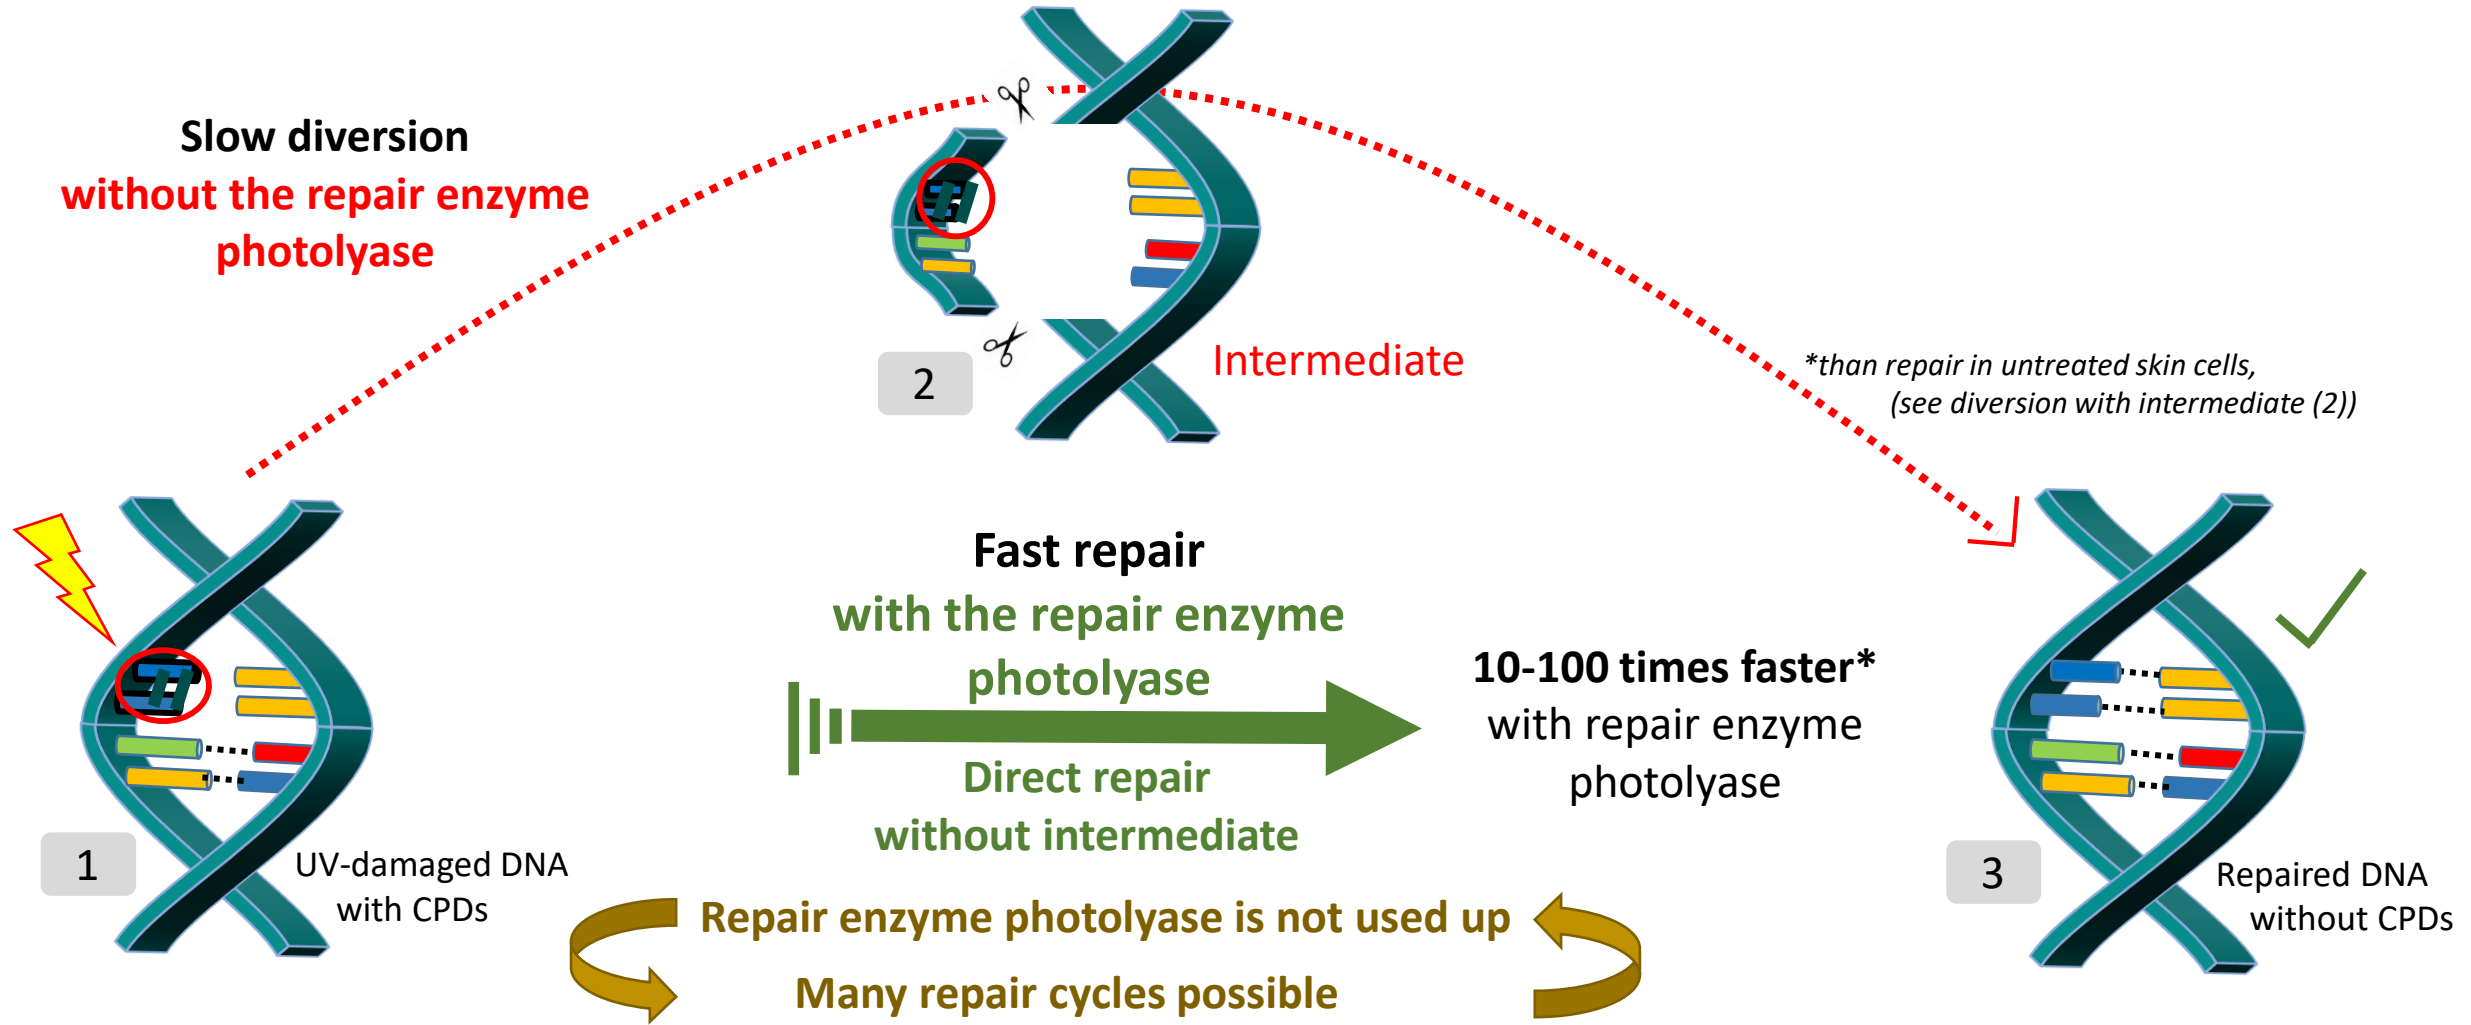 Slow diversion
without the repair enzyme
photolyase
2
Intermediate
*than repair in untreated skin cells,
(see diversion with intermediate (2))
Fast repair
with the repair enzyme
photolyase
Direct repair
without intermediate
10-100 times faster*
with repair enzyme
photolyase
1
UV-damaged DNA
with CPDs
3
Repaired DNA
without CPDs
Repair enzyme photolyase is not used up
Many repair cycles possible